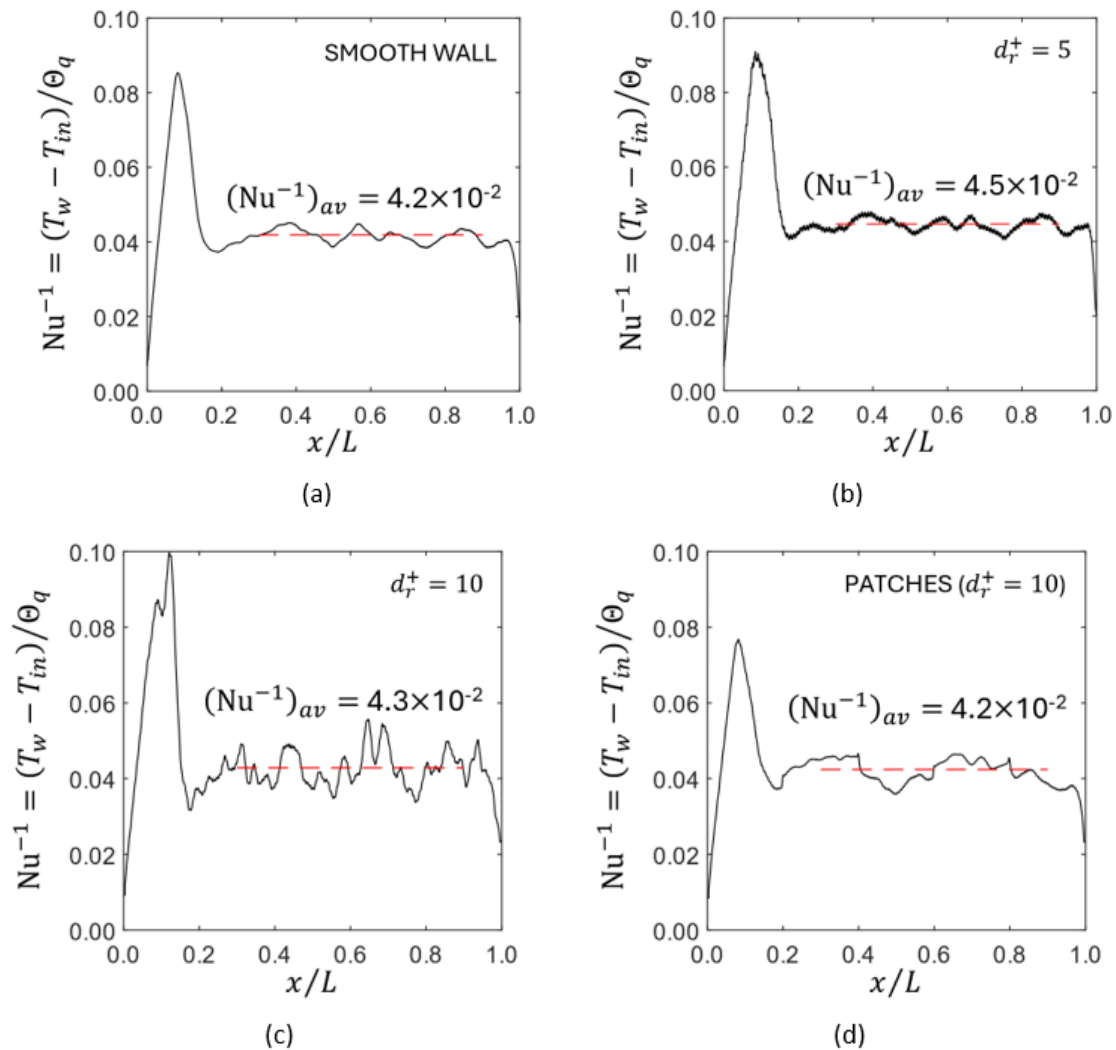 SMOOTH WALL
(Nu⁻¹)ₐᵥ = 4.2×10⁻²
Nu⁻¹ = (T_w − T_in)/Θ_q
0.10
0.08
0.06
0.04
0.02
0.00
0.0 0.2 0.4 0.6 0.8 1.0
x/L
(a)
d_r⁺ = 5
(Nu⁻¹)ₐᵥ = 4.5×10⁻²
Nu⁻¹ = (T_w − T_in)/Θ_q
0.10
0.08
0.06
0.04
0.02
0.00
0.0 0.2 0.4 0.6 0.8 1.0
x/L
(b)
d_r⁺ = 10
(Nu⁻¹)ₐᵥ = 4.3×10⁻²
Nu⁻¹ = (T_w − T_in)/Θ_q
0.10
0.08
0.06
0.04
0.02
0.00
0.0 0.2 0.4 0.6 0.8 1.0
x/L
(c)
PATCHES (d_r⁺ = 10)
(Nu⁻¹)ₐᵥ = 4.2×10⁻²
Nu⁻¹ = (T_w − T_in)/Θ_q
0.10
0.08
0.06
0.04
0.02
0.00
0.0 0.2 0.4 0.6 0.8 1.0
x/L
(d)